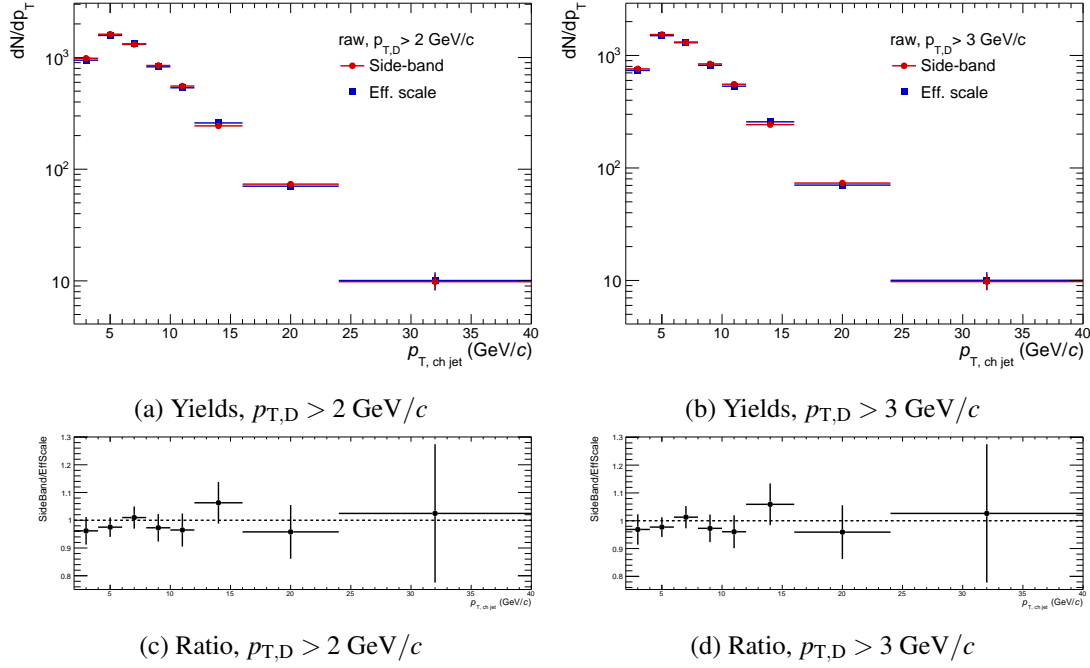 dN/dp_T
10^3
10^2
10
raw, p_T,D > 2 GeV/c
Side-band
Eff. scale
5 10 15 20 25 30 35 40
p_T, ch jet (GeV/c)
(a) Yields, p_T,D > 2 GeV/c
dN/dp_T
10^3
10^2
10
raw, p_T,D > 3 GeV/c
Side-band
Eff. scale
5 10 15 20 25 30 35 40
p_T, ch jet (GeV/c)
(b) Yields, p_T,D > 3 GeV/c
SideBand/EffScale
1.3
1.2
1.1
1
0.9
0.8
5 10 15 20 25 30 35 40
p_T, ch jet (GeV/c)
(c) Ratio, p_T,D > 2 GeV/c
SideBand/EffScale
1.3
1.2
1.1
1
0.9
0.8
5 10 15 20 25 30 35 40
p_T, ch jet (GeV/c)
(d) Ratio, p_T,D > 3 GeV/c